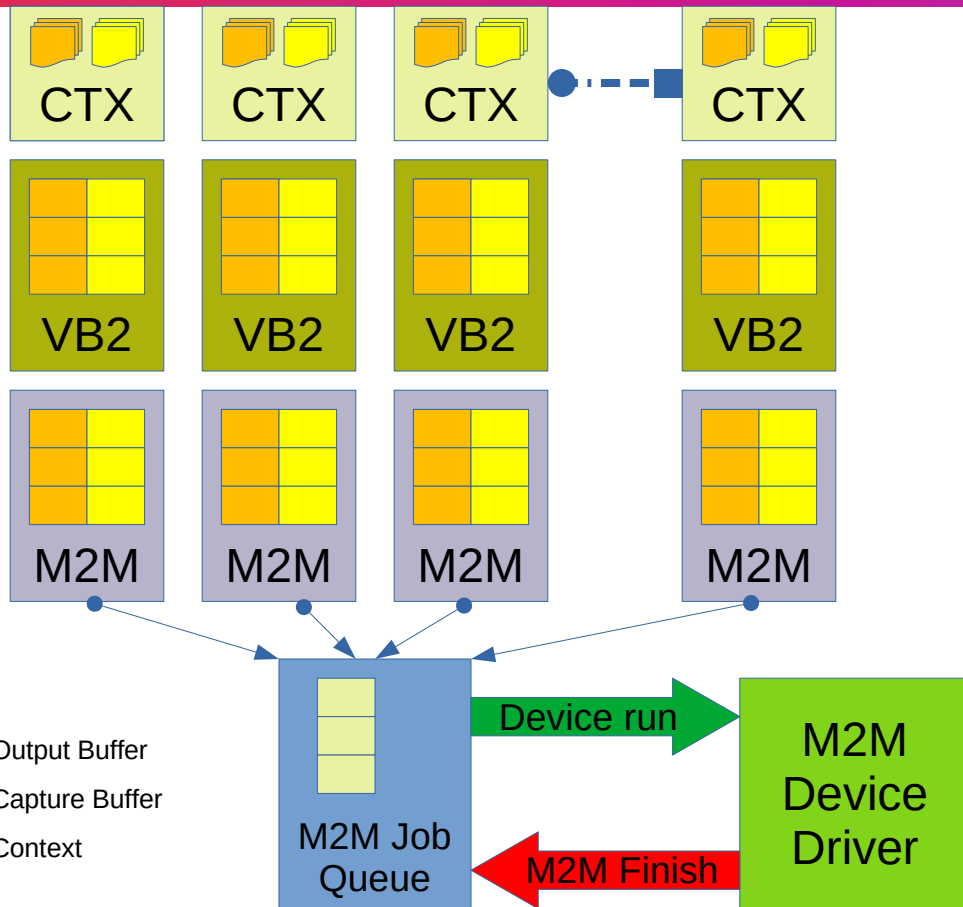 CTX CTX CTX CTX
VB2 VB2 VB2 VB2
M2M M2M M2M M2M
Device run
M2M
Device
Driver
Output Buffer
Capture Buffer
Context
M2M Job
Queue
M2M Finish